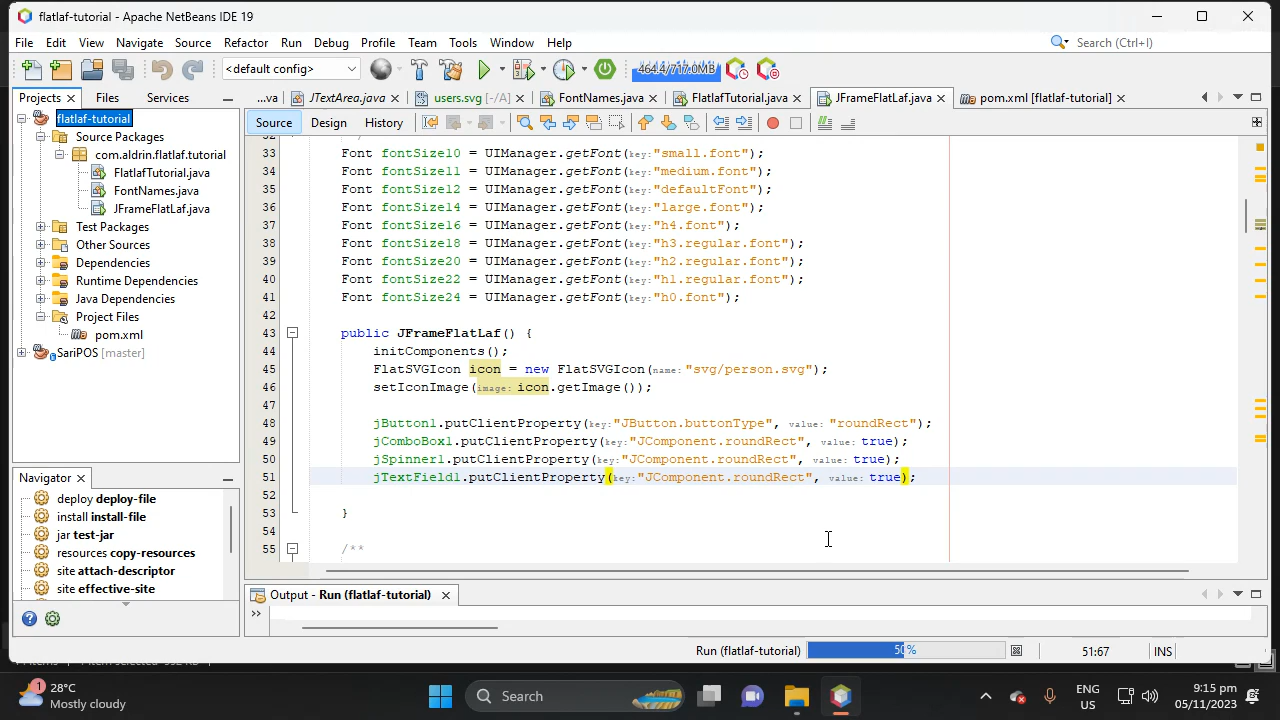 flatlaf-tutorial - Apache NetBeans IDE 19
File Edit View Navigate Source Refactor Run Debug Profile Team Tools Window Help
Search (Ctrl+I)
<default config>
464.4/717.0MB
Projects
Files
Services
...va
JTextArea.java
users.svg [-/A]
FontNames.java
FlatlafTutorial.java
JFrameFlatLaf.java
pom.xml [flatlaf-tutorial]
Source Design History
flatlaf-tutorial
Source Packages
com.aldrin.flatlaf.tutorial
FlatlafTutorial.java
FontNames.java
JFrameFlatLaf.java
Test Packages
Other Sources
Dependencies
Runtime Dependencies
Java Dependencies
Project Files
pom.xml
SariPOS [master]
Navigator
deploy deploy-file
install install-file
jar test-jar
resources copy-resources
site attach-descriptor
site effective-site
32
33 Font fontSize10 = UIManager.getFont(key:"small.font");
34 Font fontSize11 = UIManager.getFont(key:"medium.font");
35 Font fontSize12 = UIManager.getFont(key:"defaultFont");
36 Font fontSize14 = UIManager.getFont(key:"large.font");
37 Font fontSize16 = UIManager.getFont(key:"h4.font");
38 Font fontSize18 = UIManager.getFont(key:"h3.regular.font");
39 Font fontSize20 = UIManager.getFont(key:"h2.regular.font");
40 Font fontSize22 = UIManager.getFont(key:"h1.regular.font");
41 Font fontSize24 = UIManager.getFont(key:"h0.font");
42
43 public JFrameFlatLaf() {
44 initComponents();
45 FlatSVGIcon icon = new FlatSVGIcon(name:"svg/person.svg");
46 setIconImage(image: icon.getImage());
47
48 jButton1.putClientProperty(key:"JButton.buttonType", value: "roundRect");
49 jComboBox1.putClientProperty(key:"JComponent.roundRect", value: true);
50 jSpinner1.putClientProperty(key:"JComponent.roundRect", value: true);
51 jTextField1.putClientProperty(key:"JComponent.roundRect", value: true);
52
53 }
54
55 /**
Output - Run (flatlaf-tutorial)
Run (flatlaf-tutorial)
50%
51:67
INS
28°C
Mostly cloudy
1
Search
ENG
US
9:15 pm
05/11/2023